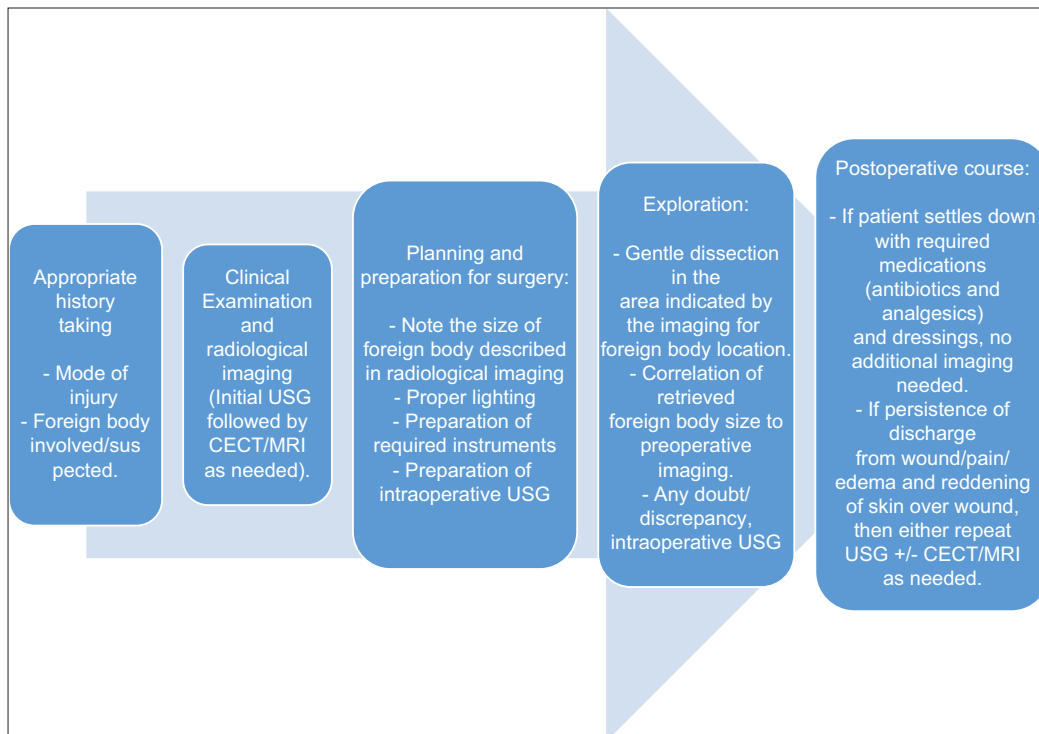 Appropriate
history
taking
- Mode of
injury
- Foreign body
involved/sus
pected.
Clinical
Examination
and
radiological
imaging
(Initial USG
followed by
CECT/MRI
as needed).
Planning and
preparation for surgery:
- Note the size of
foreign body described
in radiological imaging
- Proper lighting
- Preparation of
required instruments
- Preparation of
intraoperative USG
Exploration:
- Gentle dissection
in the
area indicated by
the imaging for
foreign body location.
- Correlation of
retrieved
foreign body size to
preoperative
imaging.
- Any doubt/
discrepancy,
intraoperative USG
Postoperative course:
- If patient settles down
with required
medications
(antibiotics and
analgesics)
and dressings, no
additional imaging
needed.
- If persistence of
discharge
from wound/pain/
edema and reddening
of skin over wound,
then either repeat
USG +/- CECT/MRI
as needed.